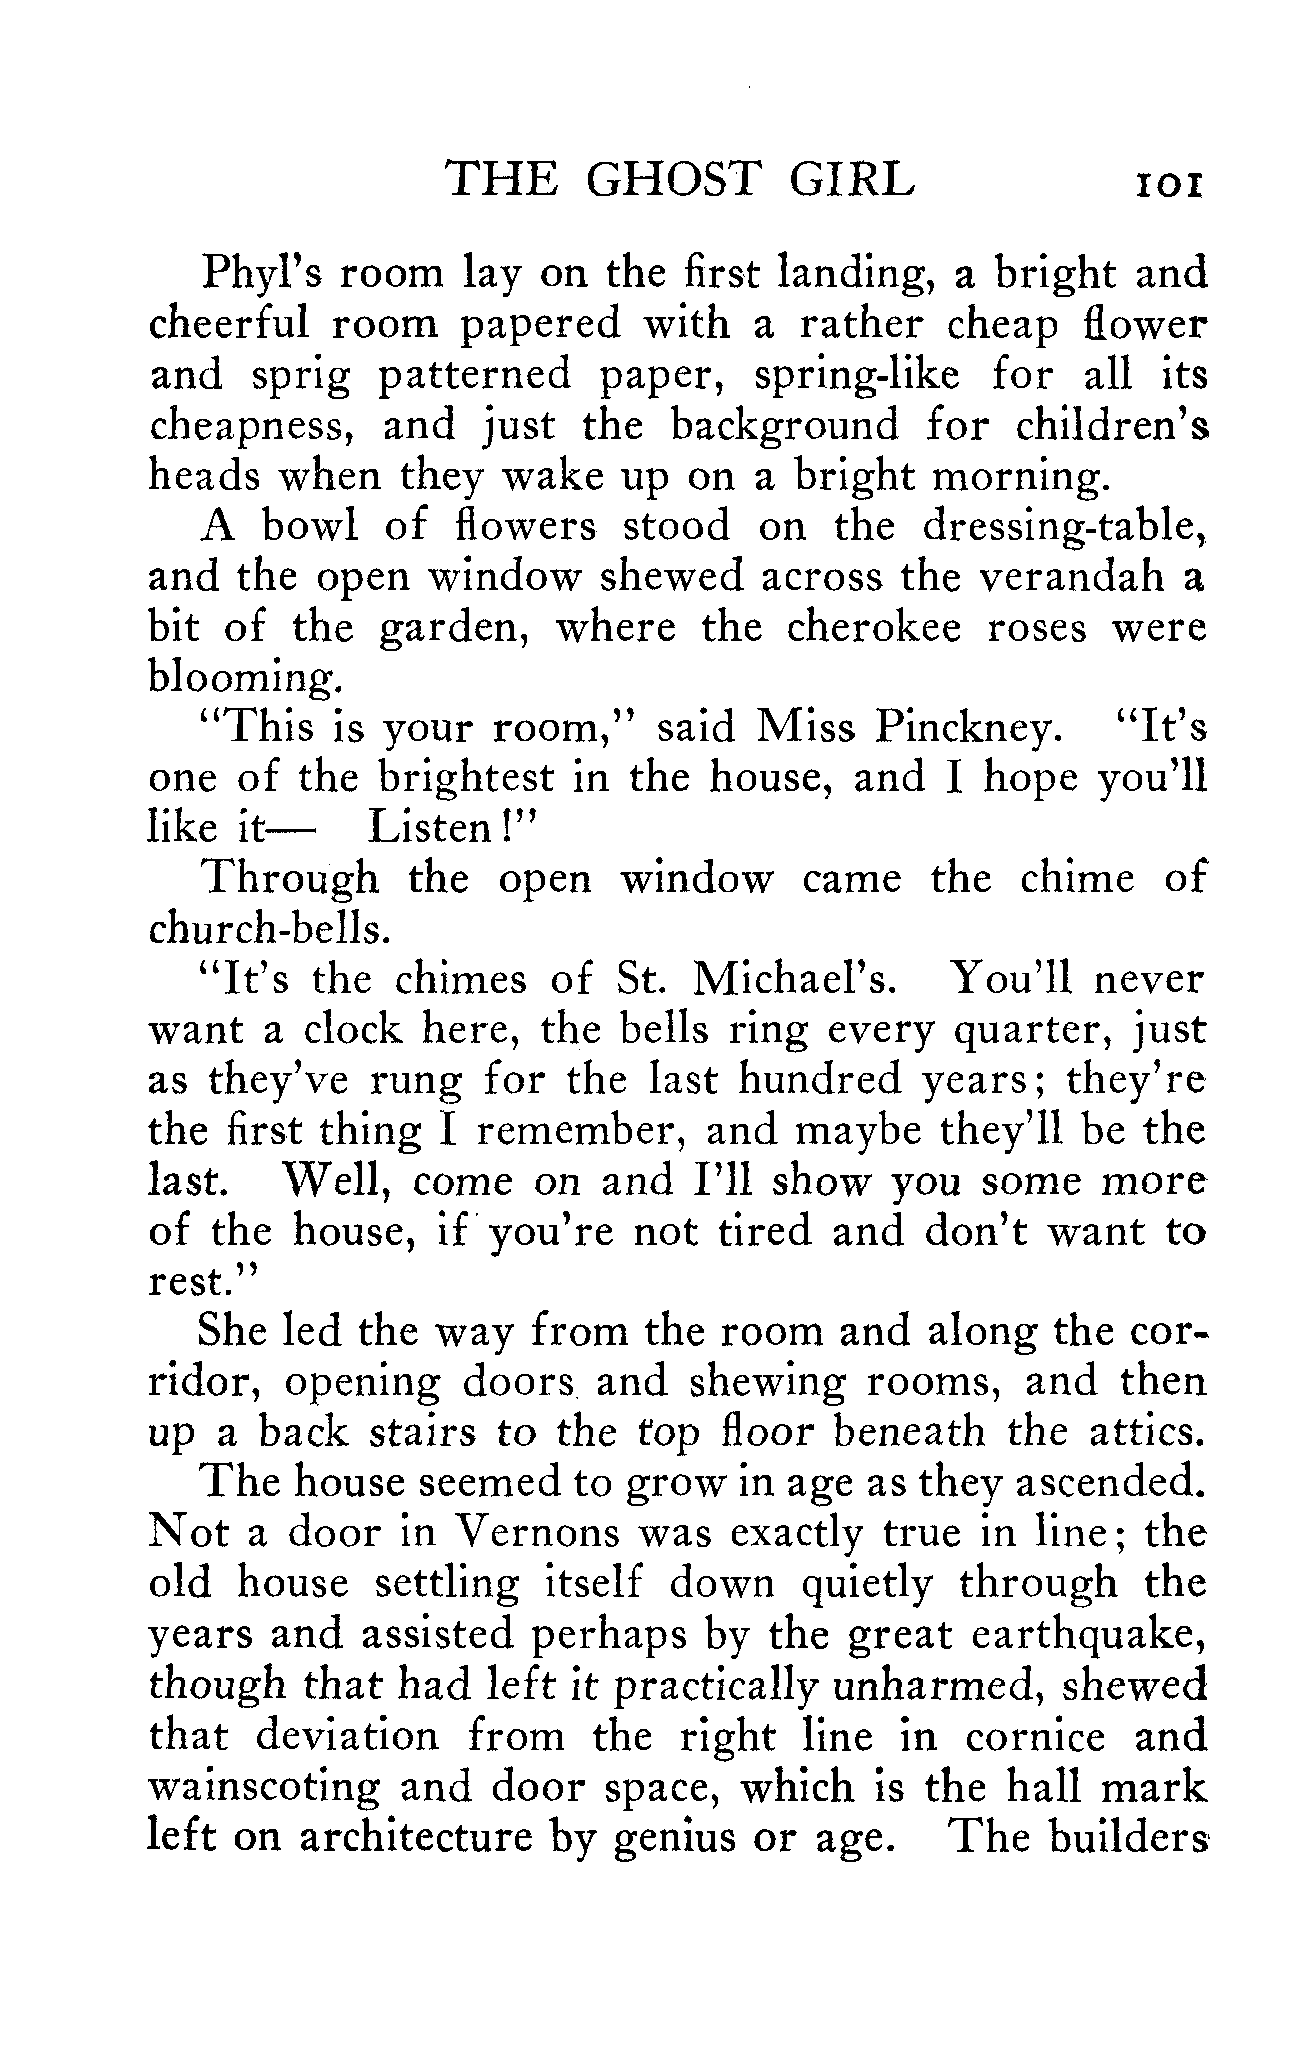 THE GHOST GIRL 101
Phyl's room lay on the first landing, a bright and
cheerful room papered with a rather cheap flower
and sprig patterned paper, spring-like for all its
cheapness, and just the background for children's
heads when they wake up on a bright morning.
A bowl of flowers stood on the dressing-table,
and the open window shewed across the verandah a
bit of the garden, where the cherokee roses were
blooming.
"This is your room," said Miss Pinckney. "It's
one of the brightest in the house, and I hope you'll
like it— Listen!"
Through the open window came the chime of
church-bells.
"It's the chimes of St. Michael's. You'll never
want a clock here, the bells ring every quarter, just
as they've rung for the last hundred years; they're
the first thing I remember, and maybe they'll be the
last. Well, come on and I'll show you some more
of the house, if you're not tired and don't want to
rest."
She led the way from the room and along the cor-
ridor, opening doors and shewing rooms, and then
up a back stairs to the top floor beneath the attics.
The house seemed to grow in age as they ascended.
Not a door in Vernons was exactly true in line; the
old house settling itself down quietly through the
years and assisted perhaps by the great earthquake,
though that had left it practically unharmed, shewed
that deviation from the right line in cornice and
wainscoting and door space, which is the hall mark
left on architecture by genius or age. The builders